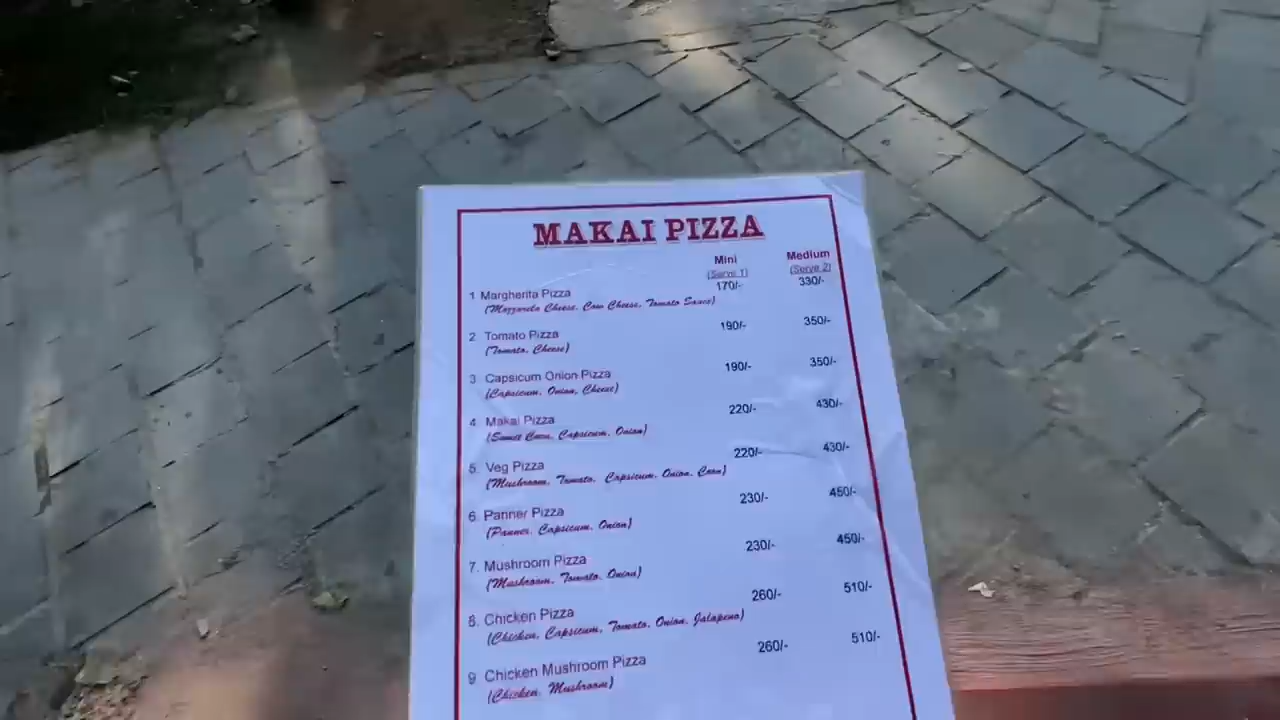 MAKAI PIZZA
Mini Medium
(Serve 1) (Serve 2)
1 Margherita Pizza 170/- 330/-
(Mozzarela Cheese, Cow Cheese, Tomato Sauce)
2 Tomato Pizza 190/- 350/-
(Tomato, Cheese)
3 Capsicum Onion Pizza 190/- 350/-
(Capsicum, Onion, Cheese)
4. Makai Pizza 220/- 430/-
(Sweet Corn, Capsicum, Onion)
5. Veg Pizza 220/- 430/-
(Mushroom, Tomato, Capsicum, Onion, Corn)
6. Panner Pizza 230/- 450/-
(Panner, Capsicum, Onion)
7. Mushroom Pizza 230/- 450/-
(Mushroom, Tomato, Onion)
8. Chicken Pizza 260/- 510/-
(Chicken, Capsicum, Tomato, Onion, Jalapeno)
9 Chicken Mushroom Pizza 260/- 510/-
(Chicken, Mushroom)